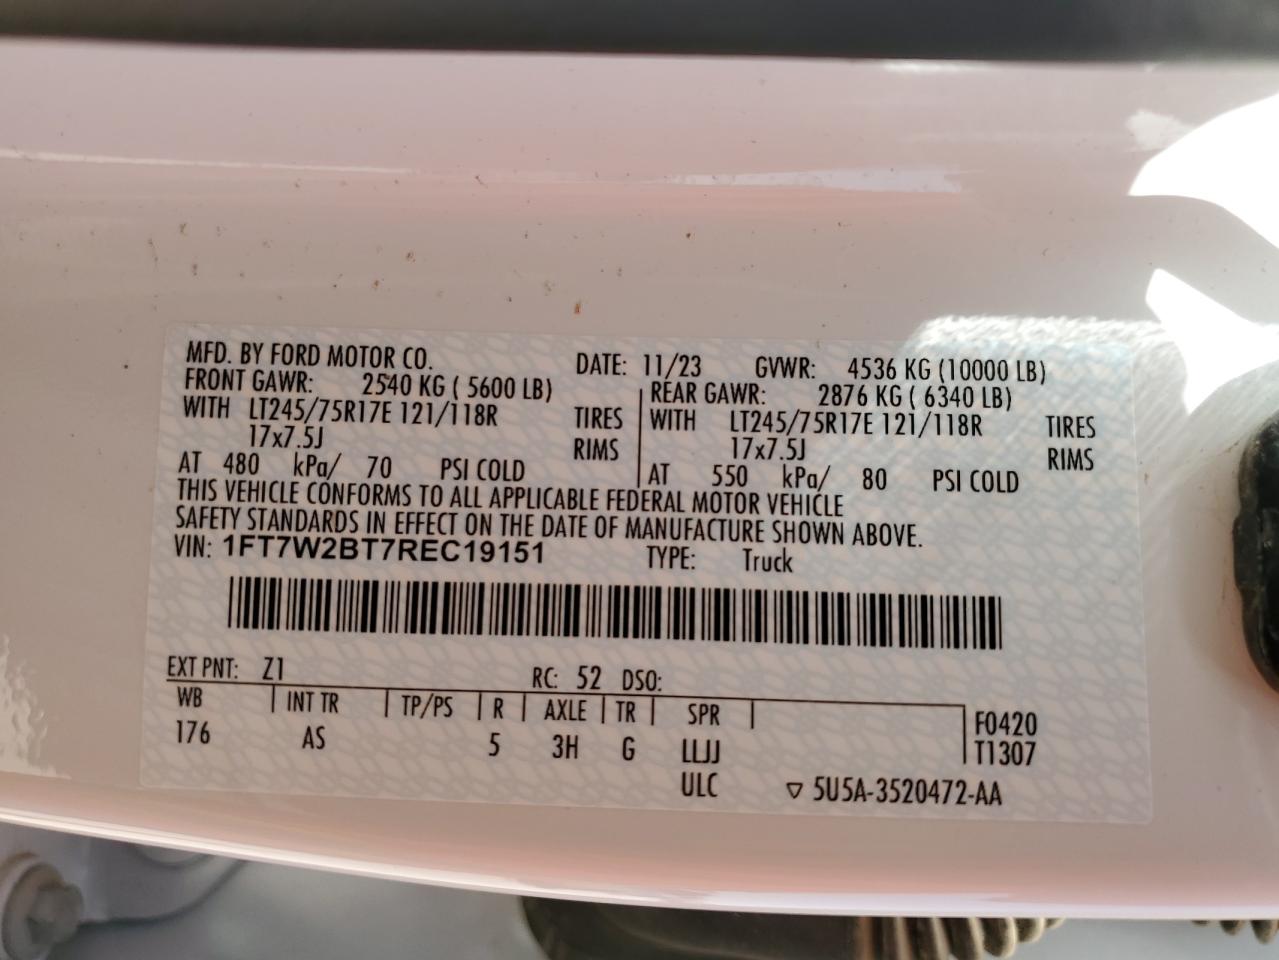 MFD. BY FORD MOTOR CO. DATE: 11/23 GVWR: 4536 KG (10000 LB)
FRONT GAWR: 2540 KG ( 5600 LB) REAR GAWR: 2876 KG ( 6340 LB)
WITH LT245/75R17E 121/118R TIRES WITH LT245/75R17E 121/118R TIRES
17x7.5J RIMS 17x7.5J RIMS
AT 480 kPa/ 70 PSI COLD AT 550 kPa/ 80 PSI COLD
THIS VEHICLE CONFORMS TO ALL APPLICABLE FEDERAL MOTOR VEHICLE
SAFETY STANDARDS IN EFFECT ON THE DATE OF MANUFACTURE SHOWN ABOVE.
VIN: 1FT7W2BT7REC19151 TYPE: Truck
EXT PNT: Z1 RC: 52 DSO:
WB INT TR TP/PS R AXLE TR SPR F0420
176 AS 5 3H G LLJJ T1307
ULC ▽ 5U5A-3520472-AA